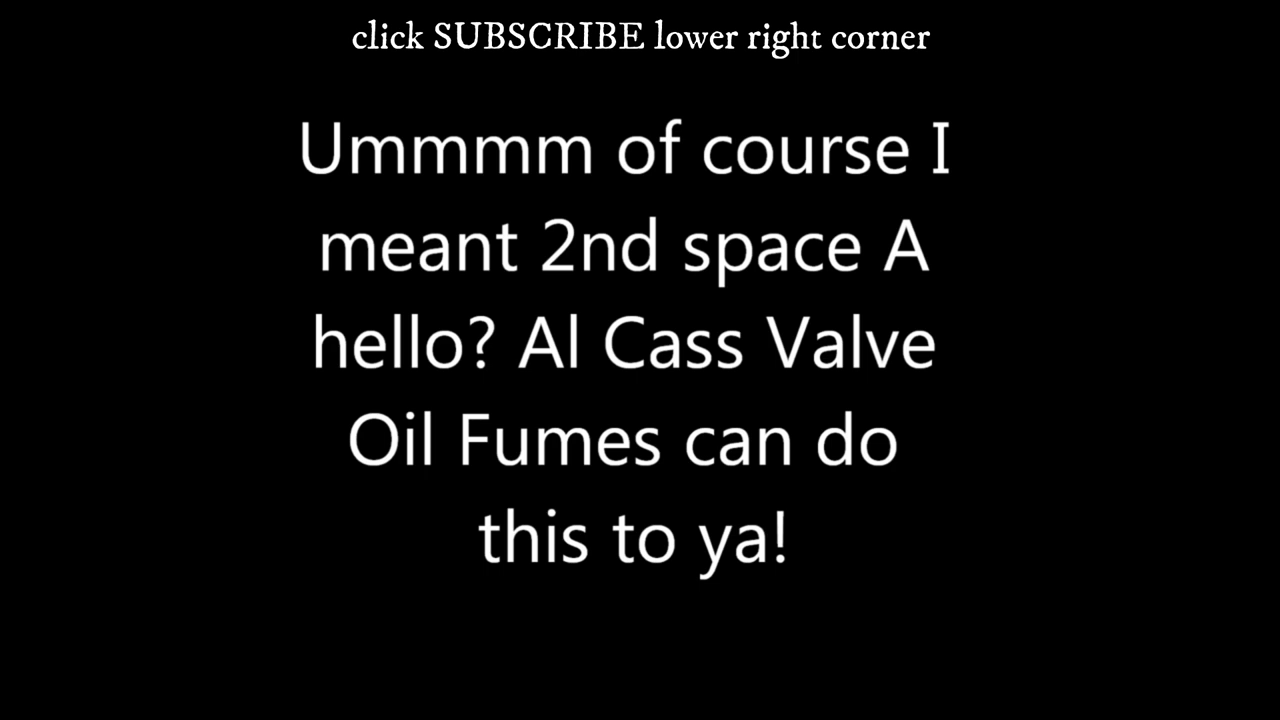 click SUBSCRIBE lower right corner
Ummmm of course I
meant 2nd space A
hello? Al Cass Valve
Oil Fumes can do
this to ya!